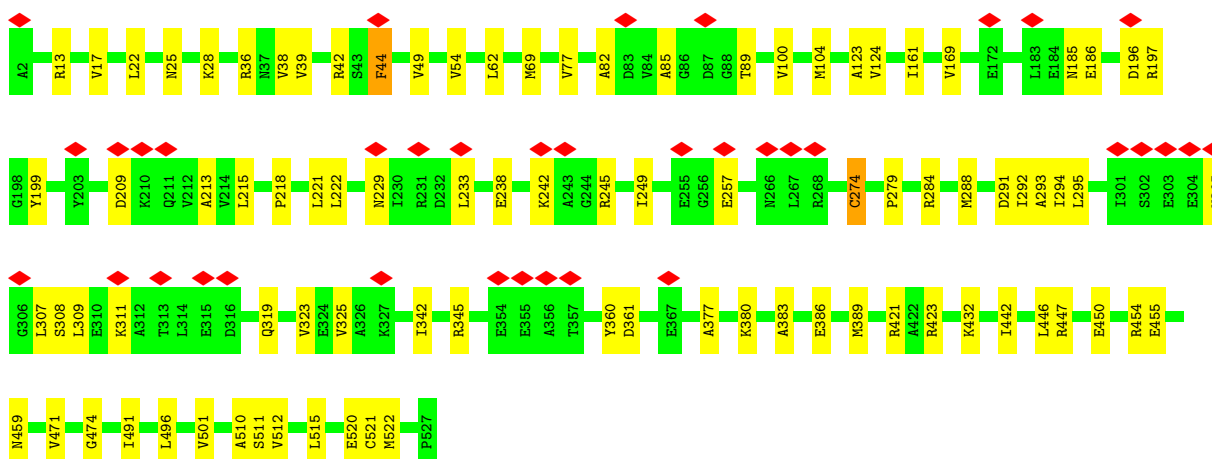 A2 R13 V17 L22 N25 K28 R36 N37 V38 V39 R42 S43 F44 V49 V54 L62 M69 V77 A82 D83 V84 A85 G86 D87 G88 T89 V100 M104 A123 V124 I161 V169 E172 L183 E184 N185 E186 D196 R197
G198 Y199 Y203 D209 K210 Q211 V212 A213 V214 L215 P218 L221 L222 N229 I230 R231 D232 L233 E238 K242 A243 G244 R245 I249 E255 G256 E257 N266 L267 R268 C274 P279 R284 M288 D291 I292 A293 I294 L295 I301 S302 E303 E304
G306 L307 S308 L309 E310 K311 A312 T313 L314 E315 D316 Q319 V323 E324 V325 A326 K327 I342 R345 E354 E355 A356 T357 Y360 D361 E367 A377 K380 A383 E386 M389 R421 A422 R423 K432 I442 L446 R447 E450 R454 E455
N459 V471 G474 I491 L496 V501 A510 S511 V512 L515 E520 C521 M522 P527